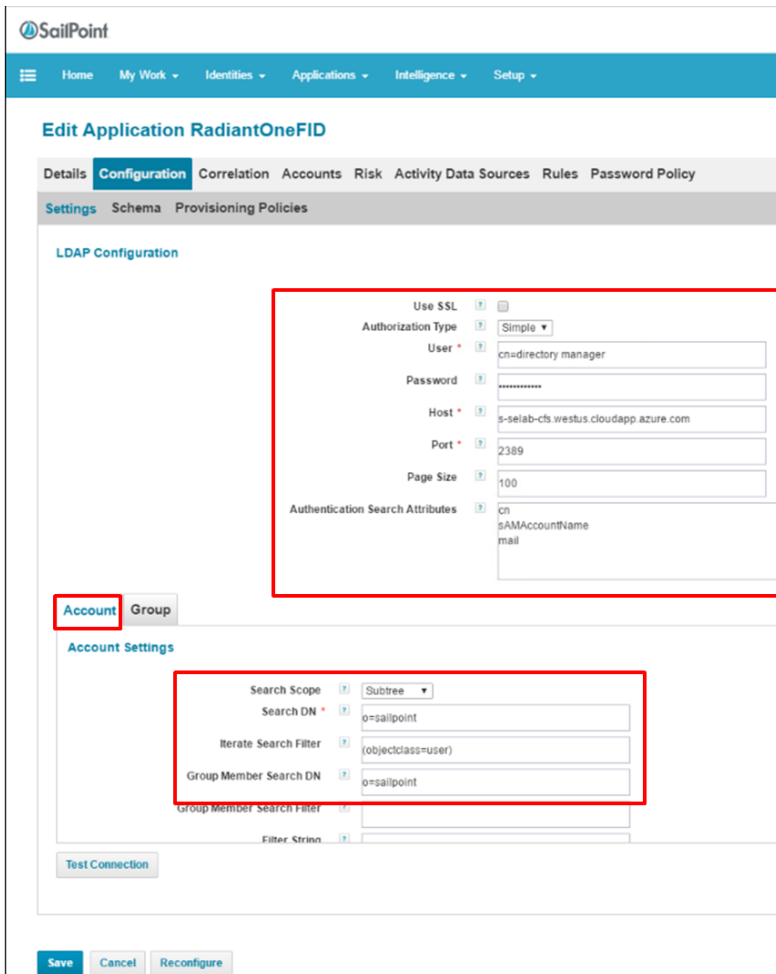 SailPoint
Home My Work Identities Applications Intelligence Setup
Edit Application RadiantOneFID
Details Configuration Correlation Accounts Risk Activity Data Sources Rules Password Policy
Settings Schema Provisioning Policies
LDAP Configuration
Use SSL ?
Authorization Type ? Simple
User * ? cn=directory manager
Password ? ••••••••••••
Host * ? s-selab-cfs.westus.cloudapp.azure.com
Port * ? 2389
Page Size ? 100
Authentication Search Attributes ? cn
sAMAccountName
mail
Account Group
Account Settings
Search Scope ? Subtree
Search DN * ? o=sailpoint
Iterate Search Filter ? (objectclass=user)
Group Member Search DN ? o=sailpoint
Group Member Search Filter ?
Filter String ?
Test Connection
Save Cancel Reconfigure